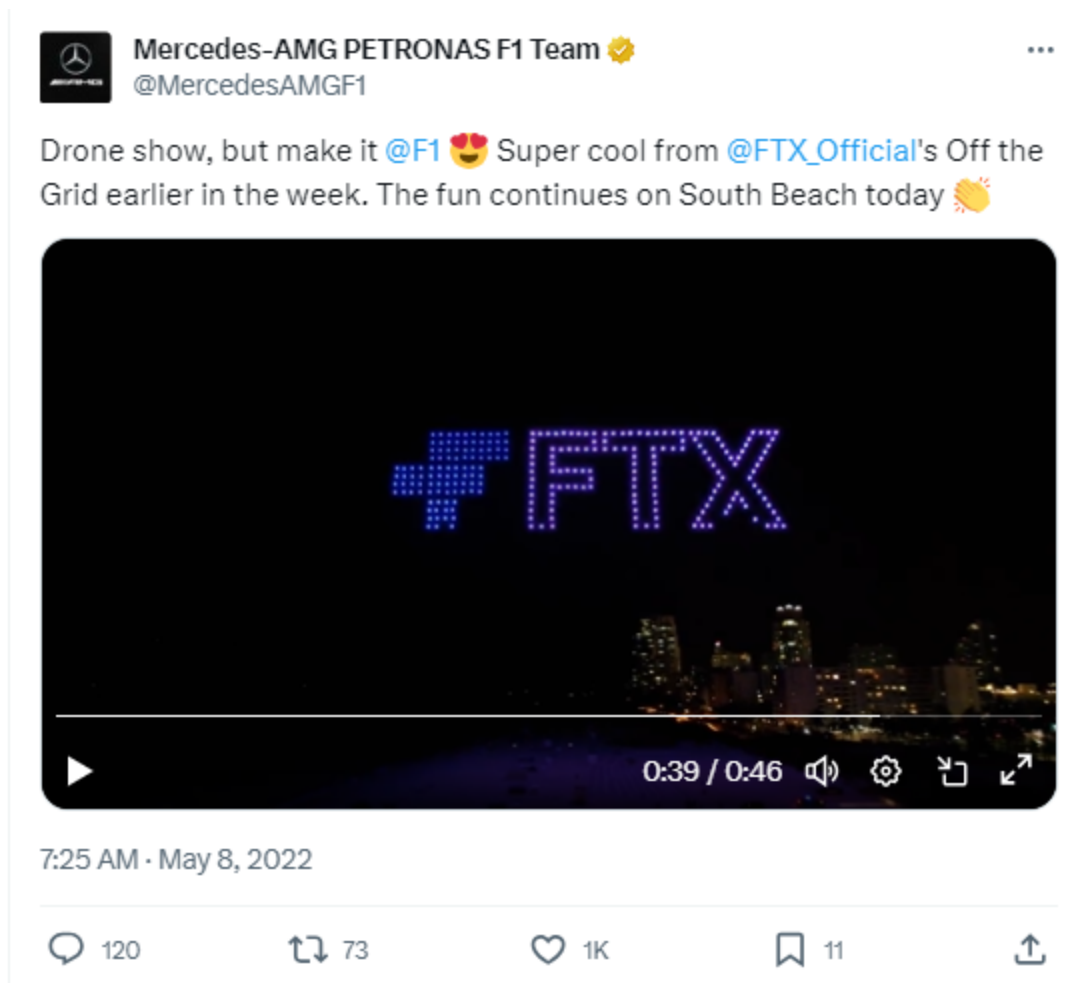 Mercedes-AMG PETRONAS F1 Team
@MercedesAMGF1
Drone show, but make it @F1 😍 Super cool from @FTX_Official's Off the
Grid earlier in the week. The fun continues on South Beach today 👏
FTX
0:39 / 0:46
7:25 AM · May 8, 2022
120 73 1K 11